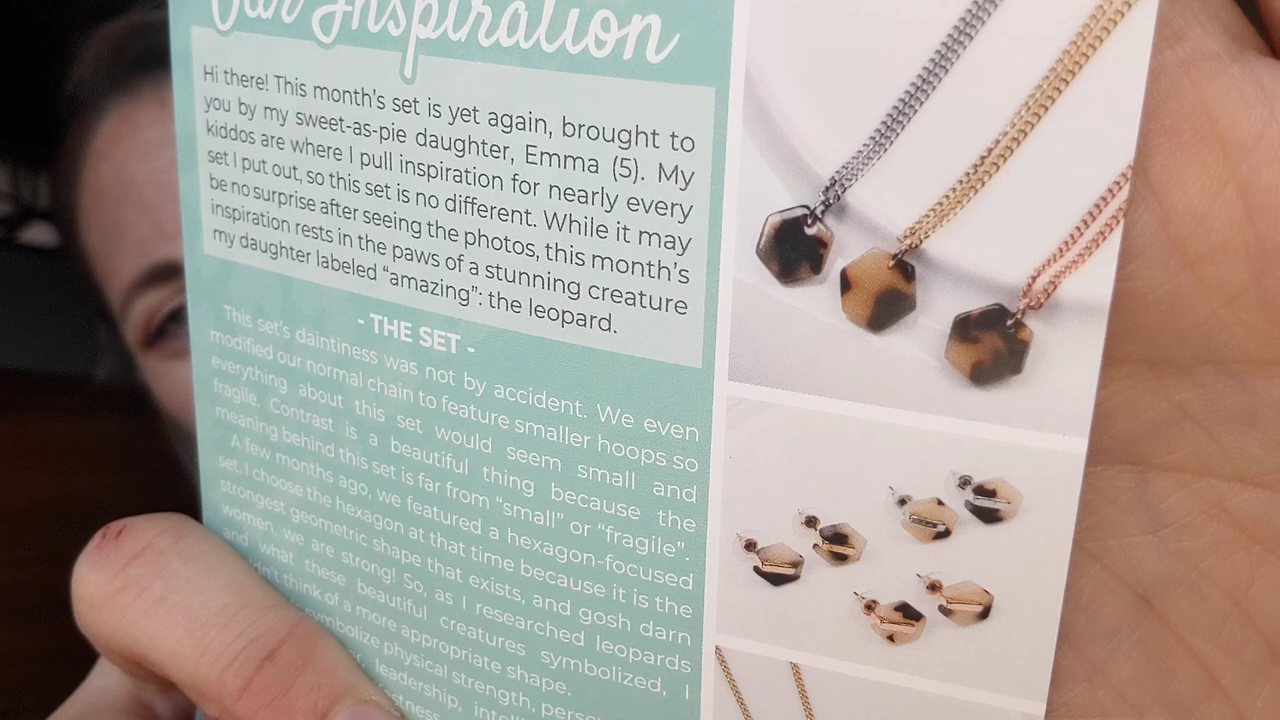 Our Inspiration
Hi there! This month's set is yet again, brought to
you by my sweet-as-pie daughter, Emma (5). My
kiddos are where I pull inspiration for nearly every
set I put out, so this set is no different. While it may
be no surprise after seeing the photos, this month's
inspiration rests in the paws of a stunning creature
my daughter labeled “amazing”: the leopard.
- THE SET -
This set's daintiness was not by accident. We even
modified our normal chain to feature smaller hoops so
everything about this set would seem small and
fragile. Contrast is a beautiful thing because the
meaning behind this set is far from “small” or “fragile”.
A few months ago, we featured a hexagon-focused
set. I choose the hexagon at that time because it is the
strongest geometric shape that exists, and gosh darn
women, we are strong! So, as I researched leopards
and what these beautiful creatures symbolized, I
think of a more appropriate shape.
symbolize physical strength,
leadership,